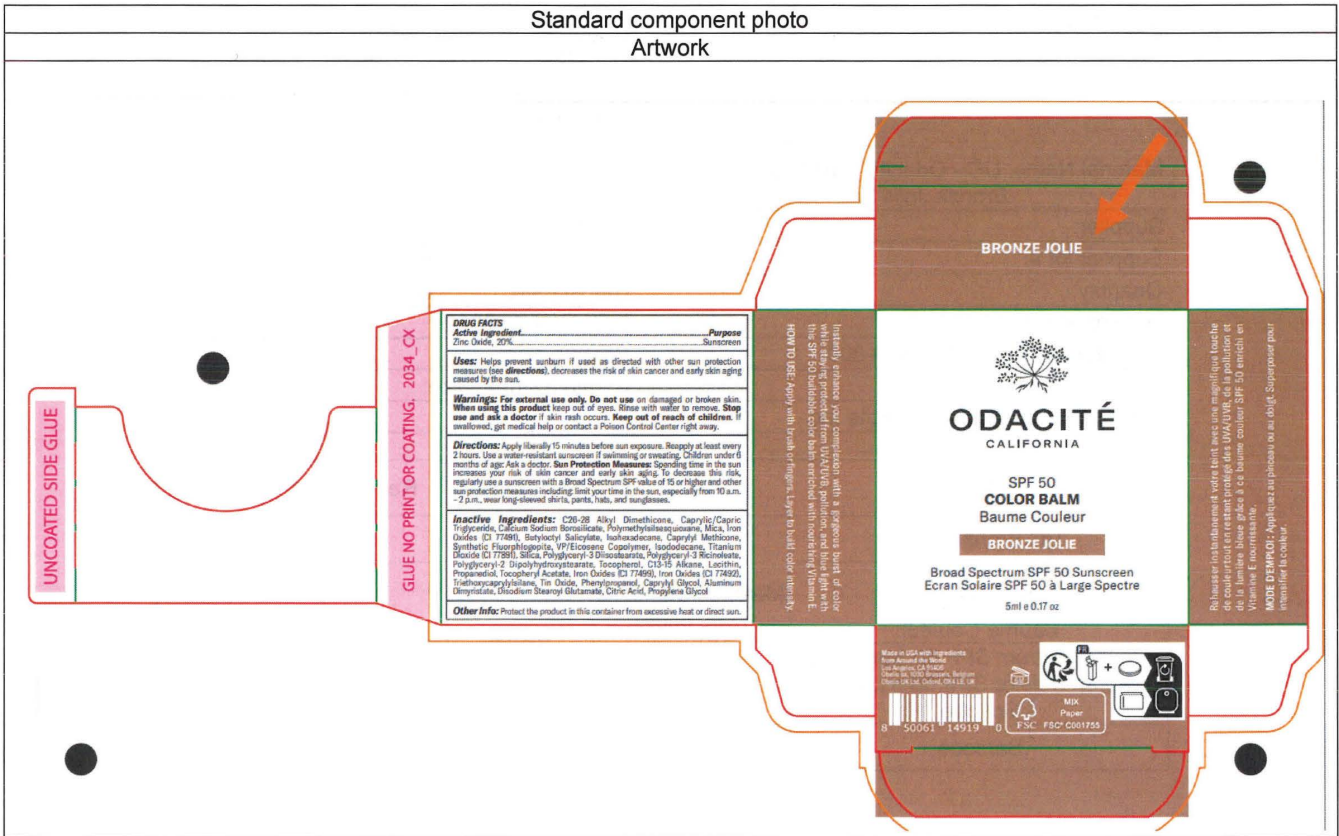 Standard component photo
Artwork
UNCOATED SIDE GLUE
GLUE NO PRINT OR COATING. 2034_CX
DRUG FACTS
Active Ingredient......Purpose
Zinc Oxide, 20%......Sunscreen
Uses: Helps prevent sunburn if used as directed with other sun protection
measures (see directions), decreases the risk of skin cancer and early skin aging
caused by the sun.
Warnings: For external use only. Do not use on damaged or broken skin.
When using this product keep out of eyes. Rinse with water to remove. Stop
use and ask a doctor if skin rash occurs. Keep out of reach of children. If
swallowed, get medical help or contact a Poison Control Center right away.
Directions: Apply liberally 15 minutes before sun exposure. Reapply at least every
2 hours. Use a water-resistant sunscreen if swimming or sweating. Children under 6
months of age: Ask a doctor. Sun Protection Measures: Spending time in the sun
increases your risk of skin cancer and early skin aging. To decrease this risk,
regularly use a sunscreen with a Broad Spectrum SPF value of 15 or higher and other
sun protection measures including: limit your time in the sun, especially from 10 a.m.
- 2 p.m., wear long-sleeved shirts, pants, hats, and sunglasses.
Inactive Ingredients: C26-28 Alkyl Dimethicone, Caprylic/Capric
Triglyceride, Calcium Sodium Borosilicate, Polymethylsilsesquioxane, Mica, Iron
Oxides (CI 77491), Butyloctyl Salicylate, Isohexadecane, Caprylyl Methicone,
Synthetic Fluorphlogopite, VP/Eicosene Copolymer, Isododecane, Titanium
Dioxide (CI 77891), Silica, Polyglyceryl-3 Diisostearate, Polyglyceryl-3 Ricinoleate,
Polyglyceryl-2 Dipolyhydroxystearate, Tocopherol, C13-15 Alkane, Lecithin,
Propanediol, Tocopheryl Acetate, Iron Oxides (CI 77499), Iron Oxides (CI 77492),
Triethoxycaprylylsilane, Tin Oxide, Phenylpropanol, Caprylyl Glycol, Aluminum
Dimyristate, Disodium Stearoyl Glutamate, Citric Acid, Propylene Glycol
Other Info: Protect the product in this container from excessive heat or direct sun.
Instantly enhance your complexion with a gorgeous burst of color
while staying protected from UVA/UVB, pollution, and blue light with
this SPF 50 buildable color balm enriched with nourishing Vitamin E.
HOW TO USE: Apply with brush or fingers. Layer to build color intensity.
BRONZE JOLIE
ODACITÉ
CALIFORNIA
SPF 50
COLOR BALM
Baume Couleur
BRONZE JOLIE
Broad Spectrum SPF 50 Sunscreen
Ecran Solaire SPF 50 à Large Spectre
5ml e 0.17 oz
Rehausser instantanément votre teint avec une magnifique touche
de couleur tout en restant protégé des UVA/UVB, de la pollution et
de la lumière bleue grâce à ce baume couleur SPF 50 enrichi en
Vitamine E nourrissante.
MODE D'EMPLOI : Appliquez au pinceau ou au doigt. Superposer pour
intensifier la couleur.
Made in USA with Ingredients
from Around the World
Los Angeles, CA 91406
Obelis SA, 1030 Brussels, Belgium
Obelis UK Ltd, Oxford, OX4 UK
8 50061 14919 0
FR
+
FSC
MIX
Paper
FSC® C001755